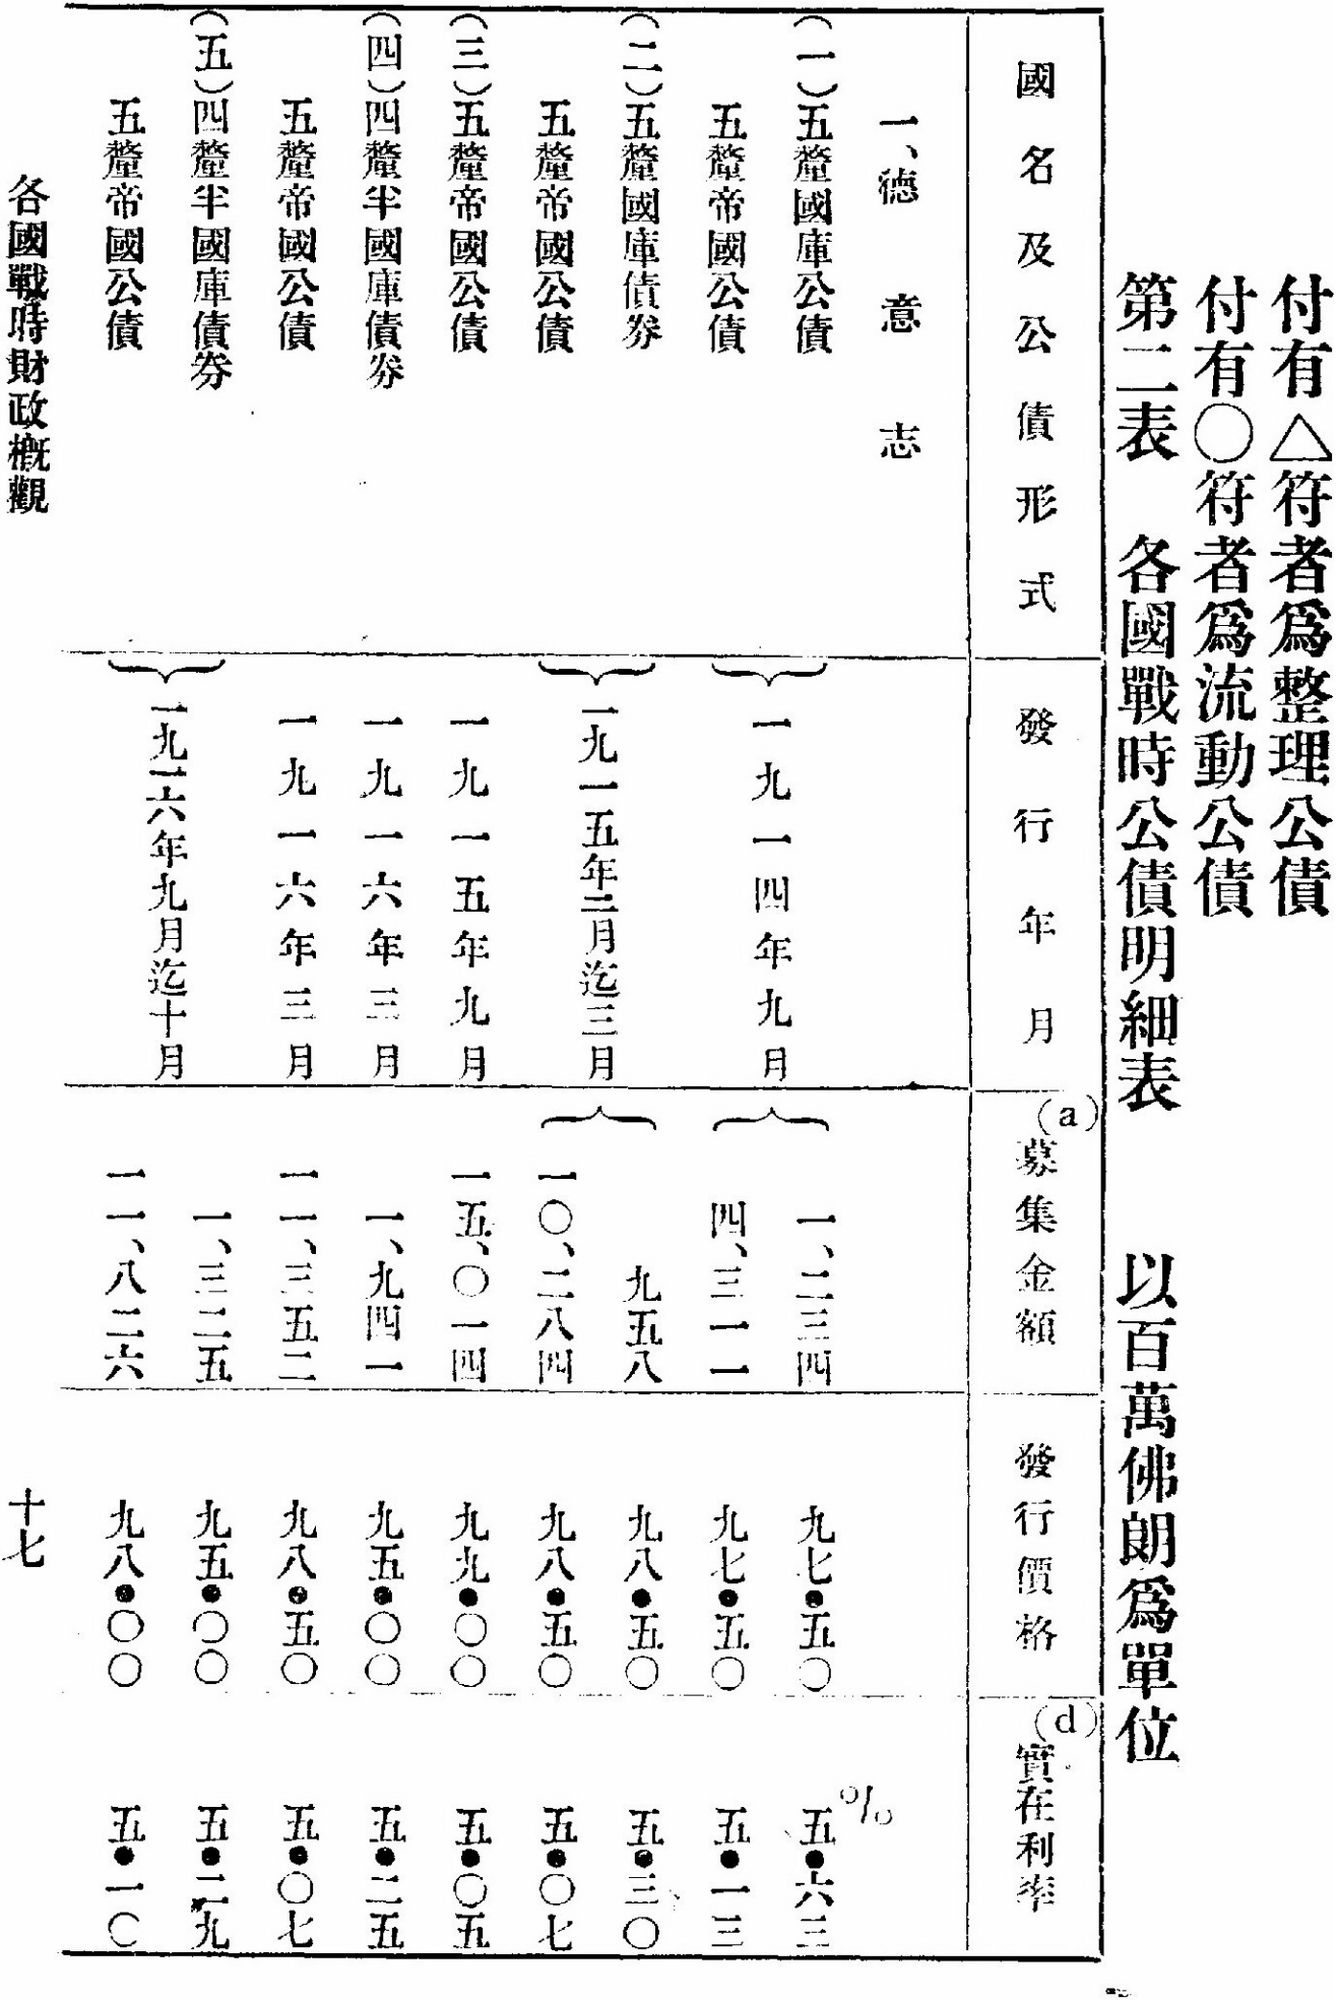 付有△符者爲整理公債
付有〇符者爲流動公債
第二表　各國戰時公債明細表　以百萬佛朗爲單位
國名及公債形式　發行年月　(a)募集金額　發行價格　(d)實在利率
一、德意志　%
(一)五釐國庫公債　一九一四年九月　一、二三四　九七•五〇　五•六三
五釐帝國公債　四、三一一　九七•五〇　五•一三
(二)五釐國庫債券　一九一五年二月迄三月　九五八　九八•五〇　五•三〇
五釐帝國公債　一〇、二八四　九八•五〇　五•〇七
(三)五釐帝國公債　一九一五年九月　一五、〇一四　九九•〇〇　五•〇五
(四)四釐半國庫債券　一九一六年三月　一、九四一　九五•〇〇　五•二五
五釐帝國公債　一九一六年三月　一一、三五二　九八•五〇　五•〇七
(五)四釐半國庫債券　一九一六年九月迄十月　一、三二五　九五•〇〇　五•二九
五釐帝國公債　一一、八二六　九八•〇〇　五•一〇
各國戰時財政槪觀　十七